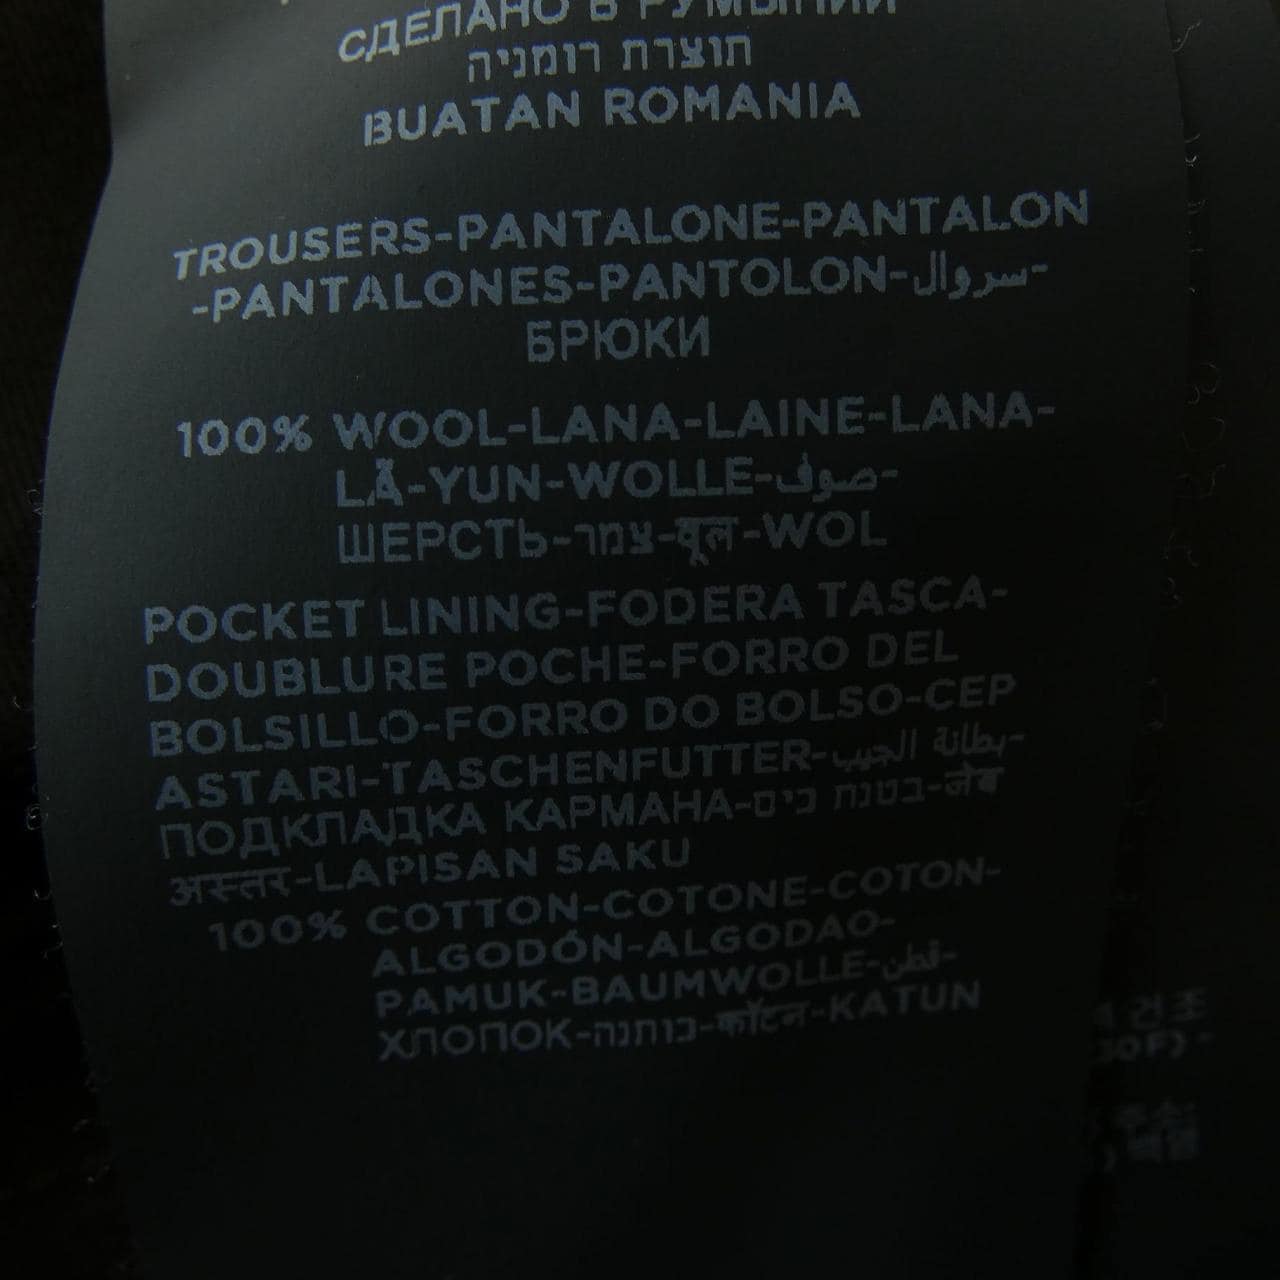 СДЕЛАНО В РУМЫНИИ
תוצרת רומניה
BUATAN ROMANIA
TROUSERS-PANTALONE-PANTALON
-PANTALONES-PANTOLON-سروال-
БРЮКИ
100% WOOL-LANA-LAINE-LANA-
LÃ-YUN-WOLLE-صوف-
ШЕРСТЬ-צמר-वूल-WOL
POCKET LINING-FODERA TASCA-
DOUBLURE POCHE-FORRO DEL
BOLSILLO-FORRO DO BOLSO-CEP
ASTARI-TASCHENFUTTER-بطانة الجيب-
ПОДКЛАДКА КАРМАНА-בטנת כיס-जेब
अस्तर-LAPISAN SAKU
100% COTTON-COTONE-COTON-
ALGODÓN-ALGODAO-
PAMUK-BAUMWOLLE-قطن-
ХЛОПОК-כותנה-कॉटन-KATUN
건조